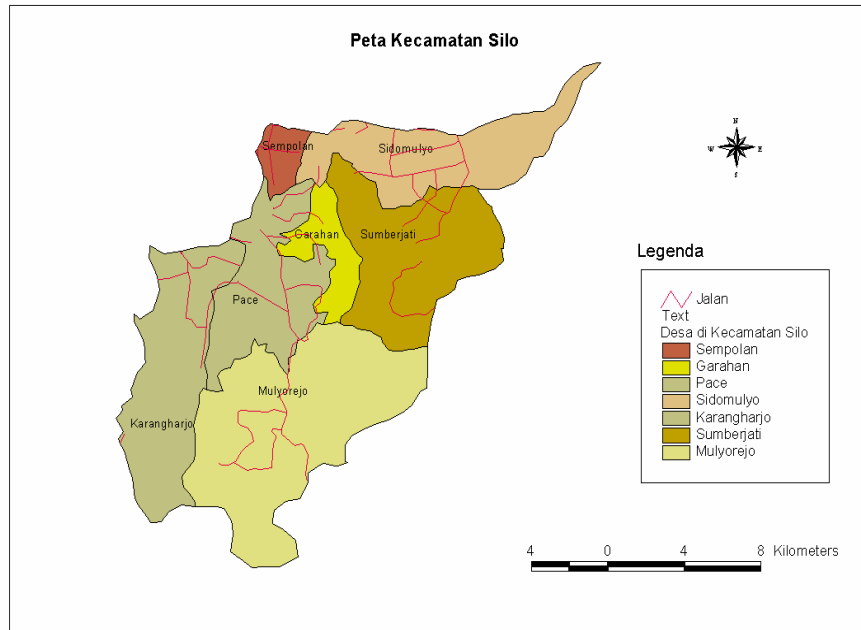 Peta Kecamatan Silo
Sempolan
Sidomulyo
Garahan
Sumberjati
Pace
Mulyorejo
Karangharjo
N
W E
S
Legenda
Jalan
Text
Desa di Kecamatan Silo
Sempolan
Garahan
Pace
Sidomulyo
Karangharjo
Sumberjati
Mulyorejo
4 0 4 8 Kilometers